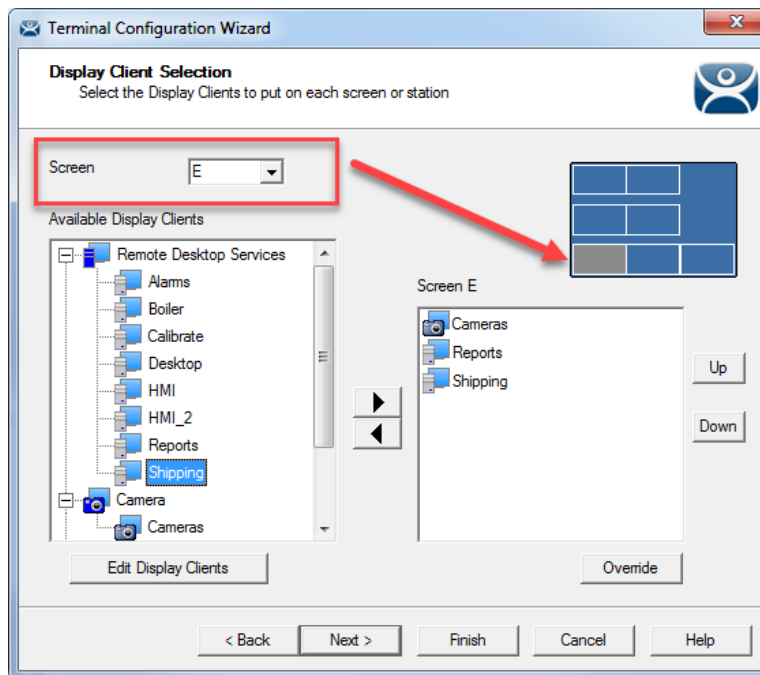 Terminal Configuration Wizard
Display Client Selection
Select the Display Clients to put on each screen or station
Screen
E
Available Display Clients
Remote Desktop Services
Alarms
Boiler
Calibrate
Desktop
HMI
HMI_2
Reports
Shipping
Camera
Cameras
Screen E
Cameras
Reports
Shipping
Up
Down
Edit Display Clients
Override
< Back
Next >
Finish
Cancel
Help